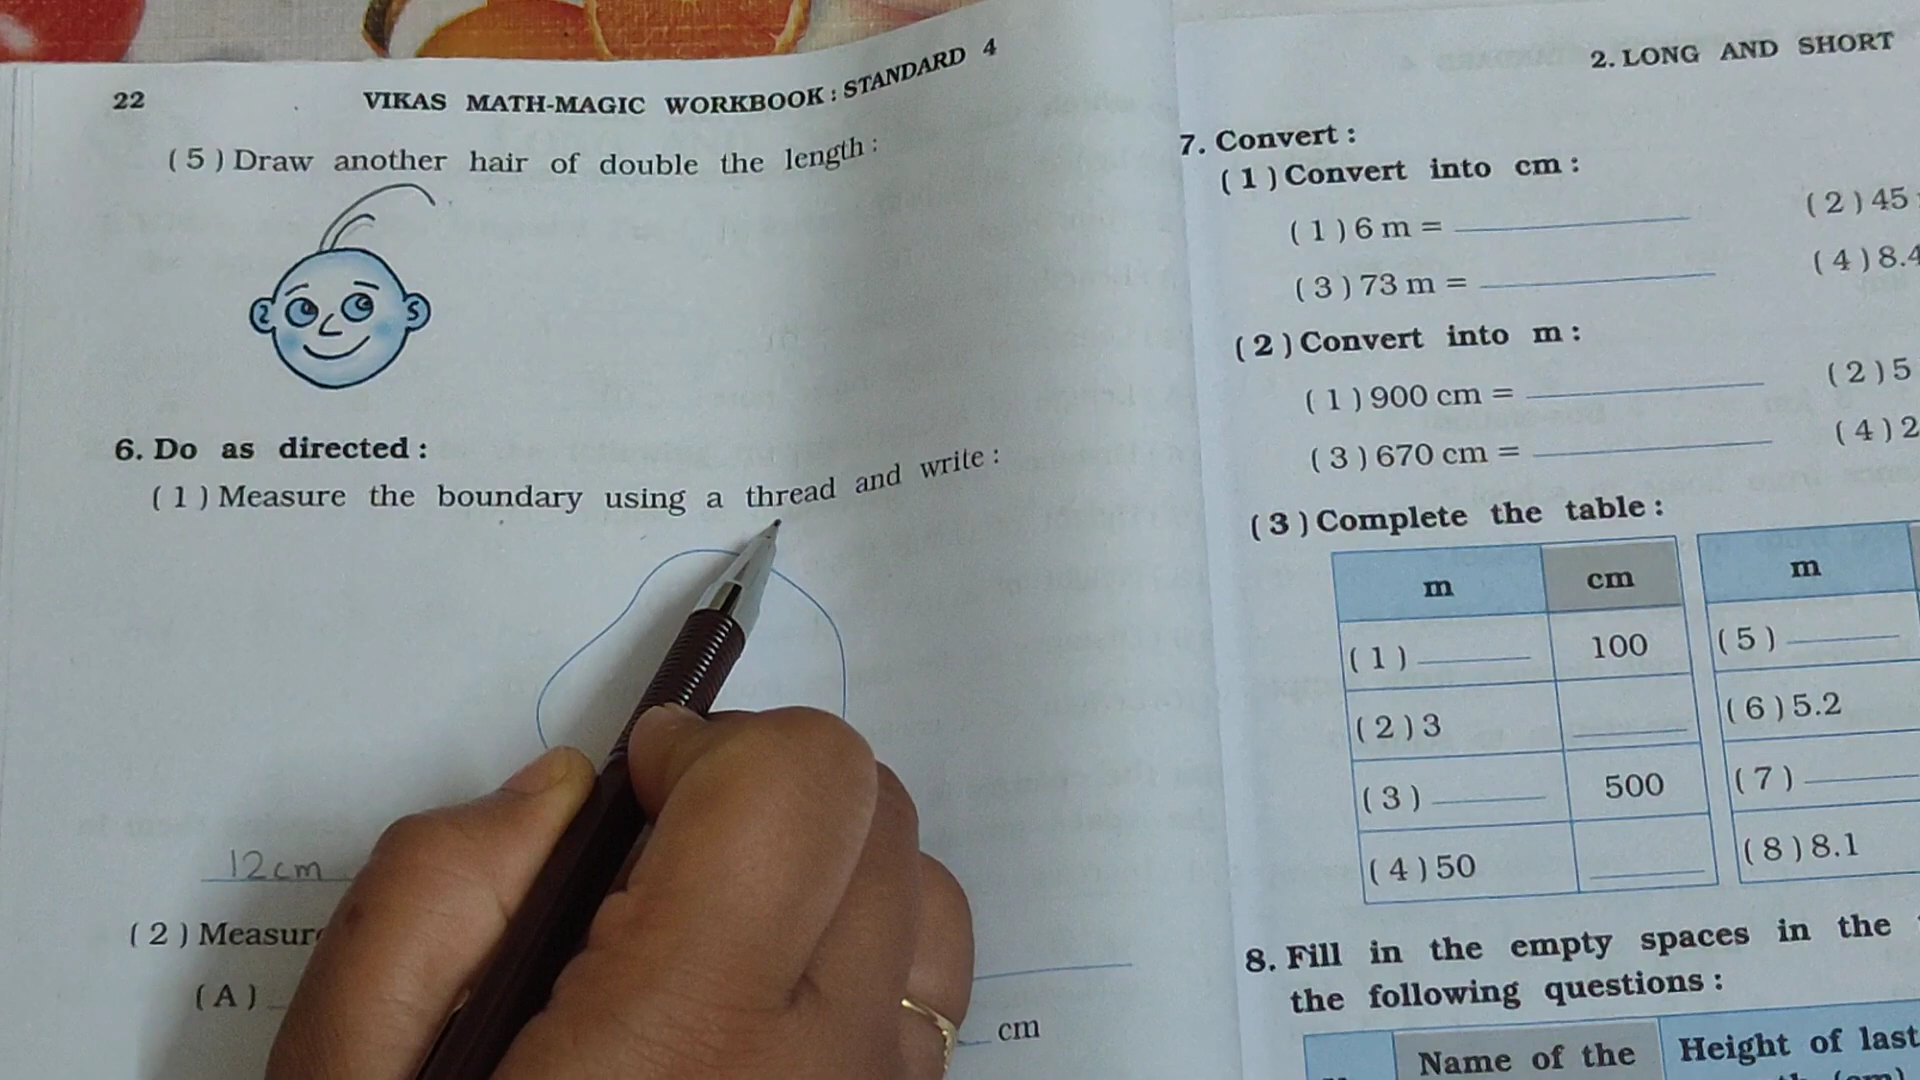 22
VIKAS MATH-MAGIC WORKBOOK : STANDARD 4
( 5 ) Draw another hair of double the length :
6. Do as directed :
( 1 ) Measure the boundary using a thread and write :
12cm
( 2 ) Measure
( A )
cm
2. LONG AND SHORT
7. Convert :
( 1 ) Convert into cm :
( 1 ) 6 m = ( 2 ) 45
( 3 ) 73 m = ( 4 ) 8.4
( 2 ) Convert into m :
( 1 ) 900 cm = ( 2 ) 5
( 3 ) 670 cm = ( 4 ) 2
( 3 ) Complete the table :
m cm m
( 1 ) 100 ( 5 )
( 2 ) 3 ( 6 ) 5.2
( 3 ) 500 ( 7 )
( 4 ) 50 ( 8 ) 8.1
8. Fill in the empty spaces in the
the following questions :
Name of the Height of last